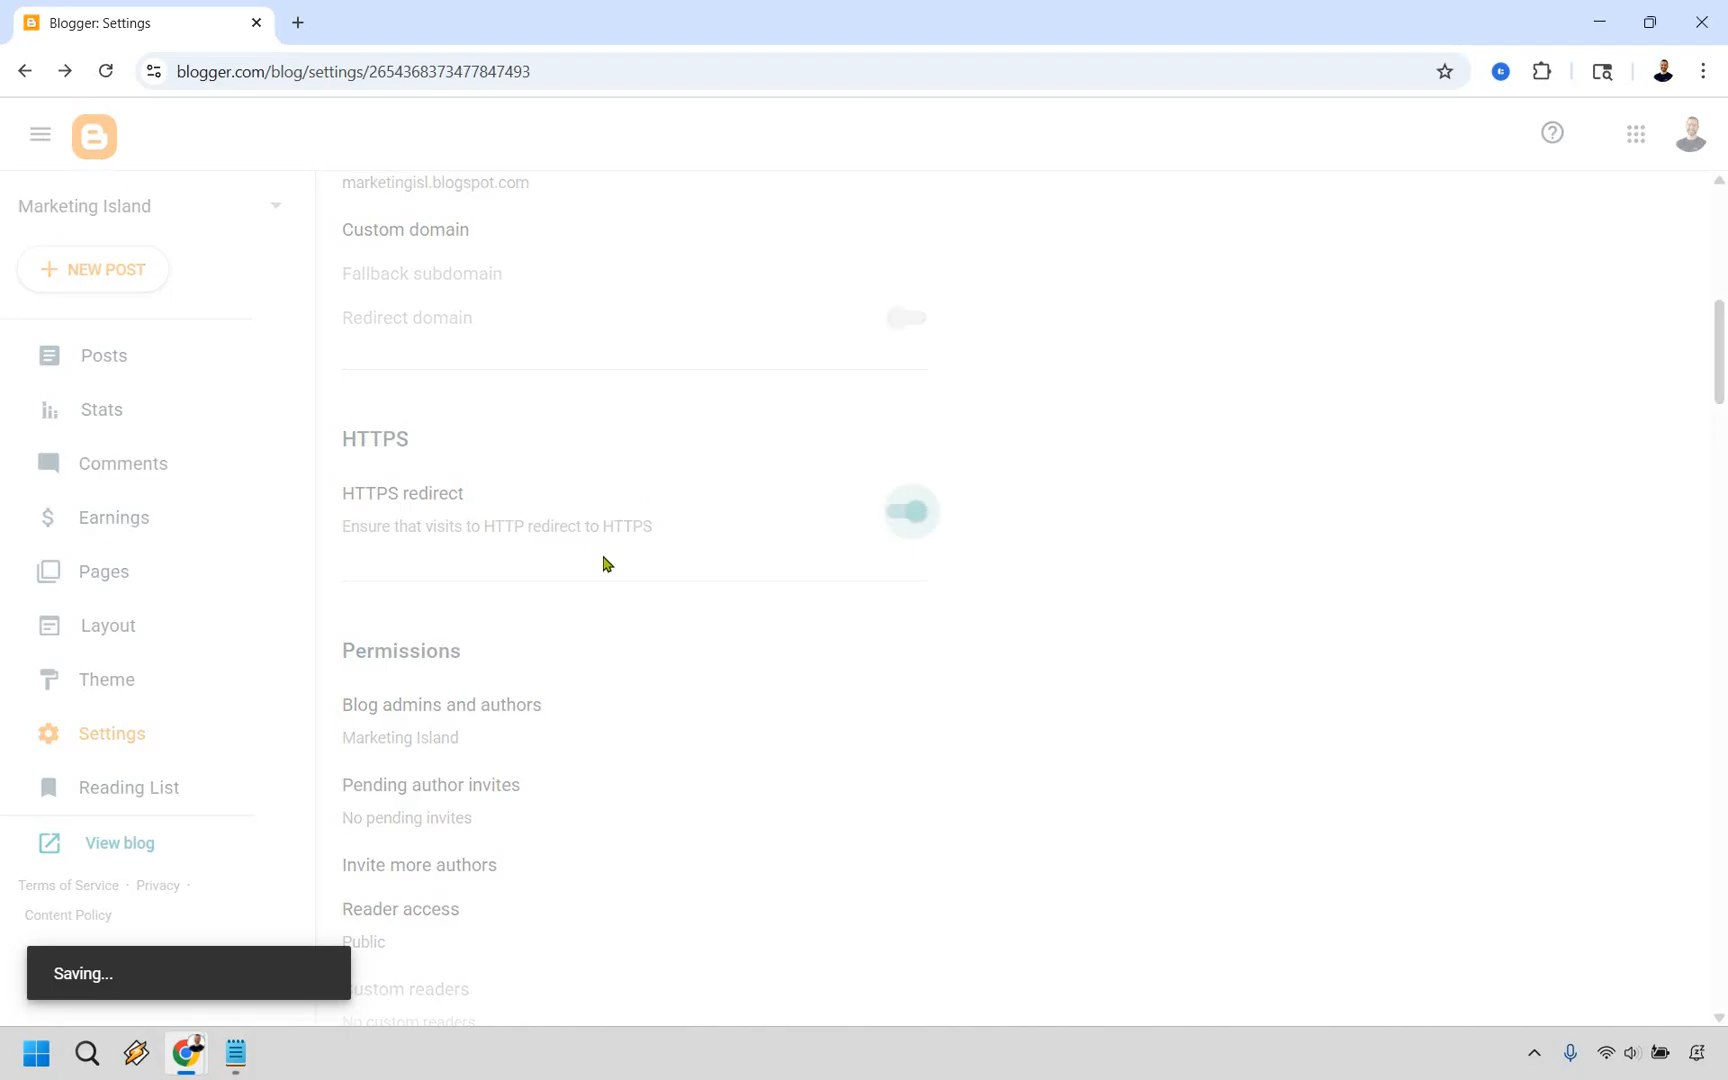 Blogger: Settings
blogger.com/blog/settings/2654368373477847493
Marketing Island
NEW POST
Posts
Stats
Comments
Earnings
Pages
Layout
Theme
Settings
Reading List
View blog
Terms of Service · Privacy ·
Content Policy
Saving...
marketingisl.blogspot.com
Custom domain
Fallback subdomain
Redirect domain
HTTPS
HTTPS redirect
Ensure that visits to HTTP redirect to HTTPS
Permissions
Blog admins and authors
Marketing Island
Pending author invites
No pending invites
Invite more authors
Reader access
Public
Custom readers
No custom readers